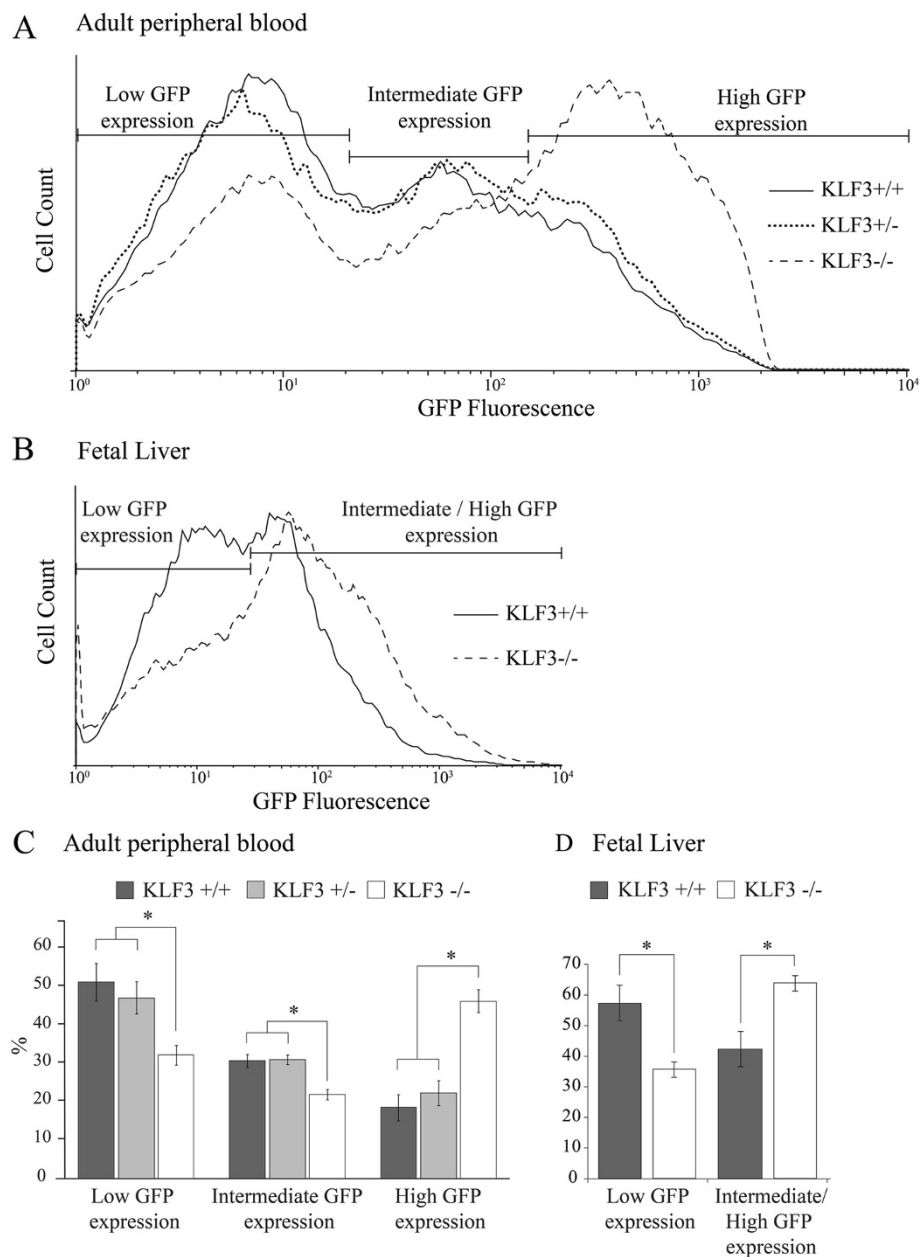 A Adult peripheral blood
Low GFP
expression
Intermediate GFP
expression
High GFP
expression
KLF3+/+
KLF3+/-
KLF3-/-
Cell Count
10⁰ 10¹ 10² 10³ 10⁴
GFP Fluorescence
B Fetal Liver
Low GFP
expression
Intermediate / High GFP
expression
KLF3+/+
KLF3-/-
Cell Count
10⁰ 10¹ 10² 10³ 10⁴
GFP Fluorescence
C Adult peripheral blood
KLF3 +/+ KLF3 +/- KLF3 -/-
60
50
40
30
20
10
0
%
* * *
Low GFP
expression
Intermediate GFP
expression
High GFP
expression
D Fetal Liver
KLF3 +/+ KLF3 -/-
70
60
50
40
30
20
10
0
* *
Low GFP
expression
Intermediate/
High GFP
expression